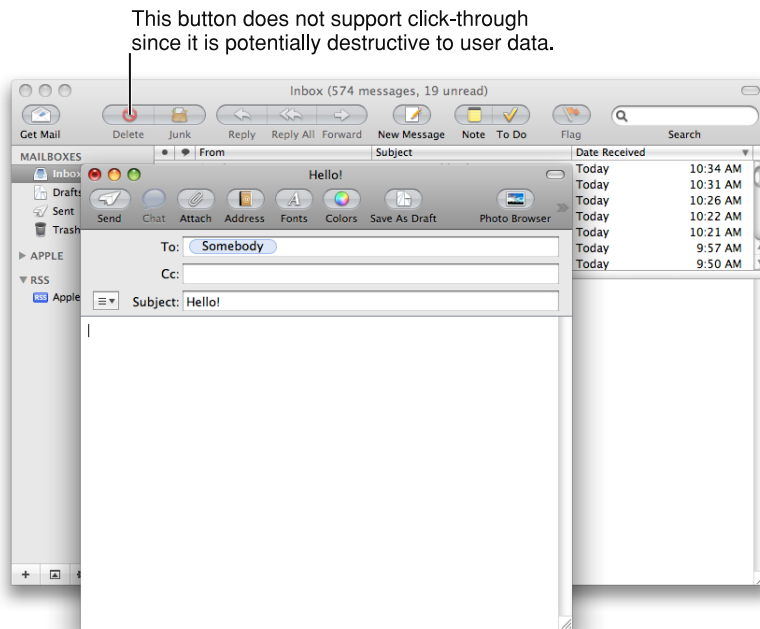 This button does not support click-through
since it is potentially destructive to user data.
Inbox (574 messages, 19 unread)
Get Mail Delete Junk Reply Reply All Forward New Message Note To Do Flag Search
MAILBOXES From Subject Date Received
Inbox
Drafts
Sent
Trash
APPLE
RSS
RSS Apple
Today 10:34 AM
Today 10:31 AM
Today 10:26 AM
Today 10:22 AM
Today 10:21 AM
Today 9:57 AM
Today 9:50 AM
Hello!
Send Chat Attach Address Fonts Colors Save As Draft Photo Browser
To: Somebody
Cc:
Subject: Hello!